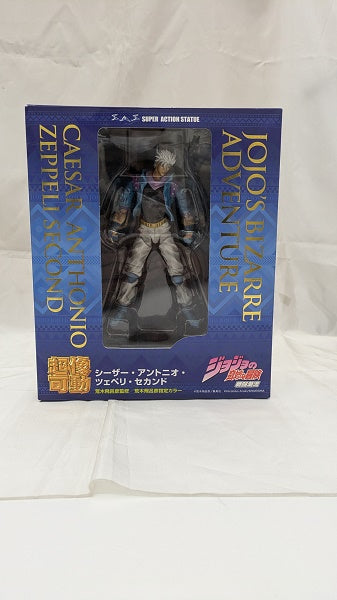 SUPER ACTION STATUE
CAESAR ANTHONIO
ZEPPELI SECOND
JOJO'S BIZARRE
ADVENTURE
超像
可動
シーザー・アントニオ・
ツェペリ・セカンド
荒木飛呂彦監修 荒木飛呂彦指定カラー
ジョジョの
奇妙な冒険